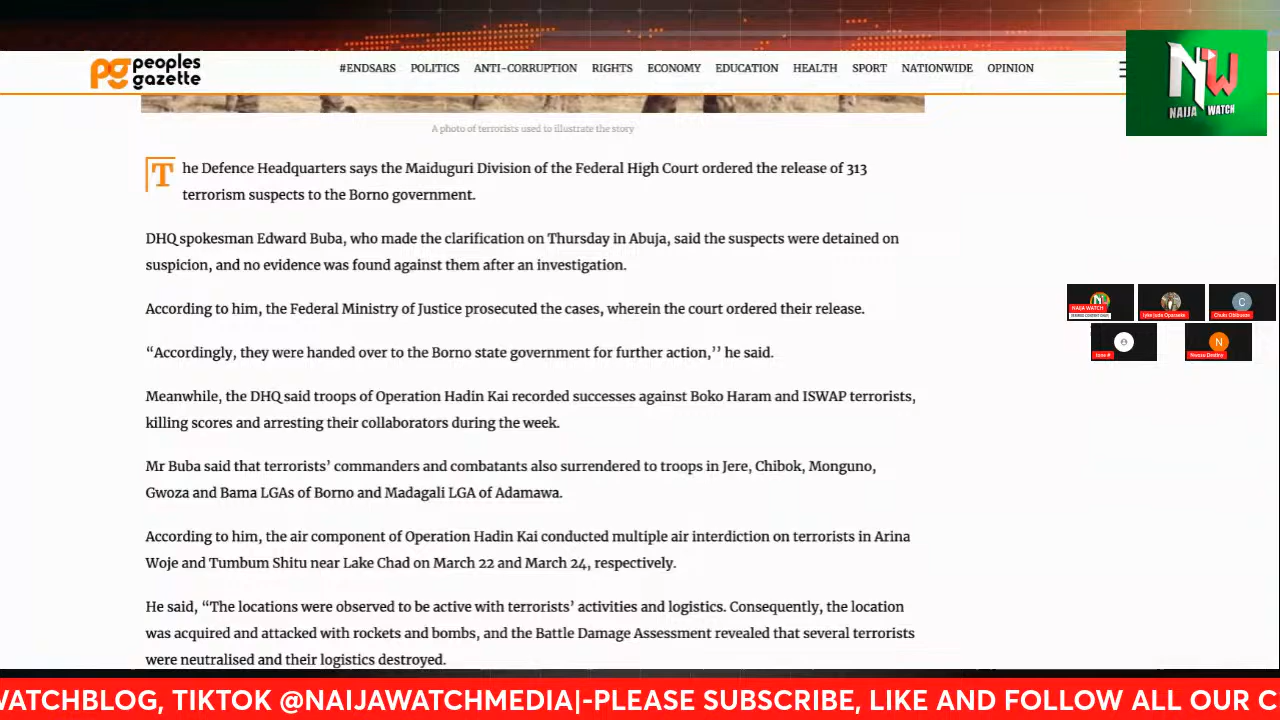 peoples
gazette
#ENDSARS POLITICS ANTI-CORRUPTION RIGHTS ECONOMY EDUCATION HEALTH SPORT NATIONWIDE OPINION
NW
NAIJA WATCH
A photo of terrorists used to illustrate the story
The Defence Headquarters says the Maiduguri Division of the Federal High Court ordered the release of 313
terrorism suspects to the Borno government.
DHQ spokesman Edward Buba, who made the clarification on Thursday in Abuja, said the suspects were detained on
suspicion, and no evidence was found against them after an investigation.
According to him, the Federal Ministry of Justice prosecuted the cases, wherein the court ordered their release.
“Accordingly, they were handed over to the Borno state government for further action,’’ he said.
Meanwhile, the DHQ said troops of Operation Hadin Kai recorded successes against Boko Haram and ISWAP terrorists,
killing scores and arresting their collaborators during the week.
Mr Buba said that terrorists’ commanders and combatants also surrendered to troops in Jere, Chibok, Monguno,
Gwoza and Bama LGAs of Borno and Madagali LGA of Adamawa.
According to him, the air component of Operation Hadin Kai conducted multiple air interdiction on terrorists in Arina
Woje and Tumbum Shitu near Lake Chad on March 22 and March 24, respectively.
He said, “The locations were observed to be active with terrorists’ activities and logistics. Consequently, the location
was acquired and attacked with rockets and bombs, and the Battle Damage Assessment revealed that several terrorists
were neutralised and their logistics destroyed.
NAIJA WATCH
C
N
WATCHBLOG, TIKTOK @NAIJAWATCHMEDIA|-PLEASE SUBSCRIBE, LIKE AND FOLLOW ALL OUR C